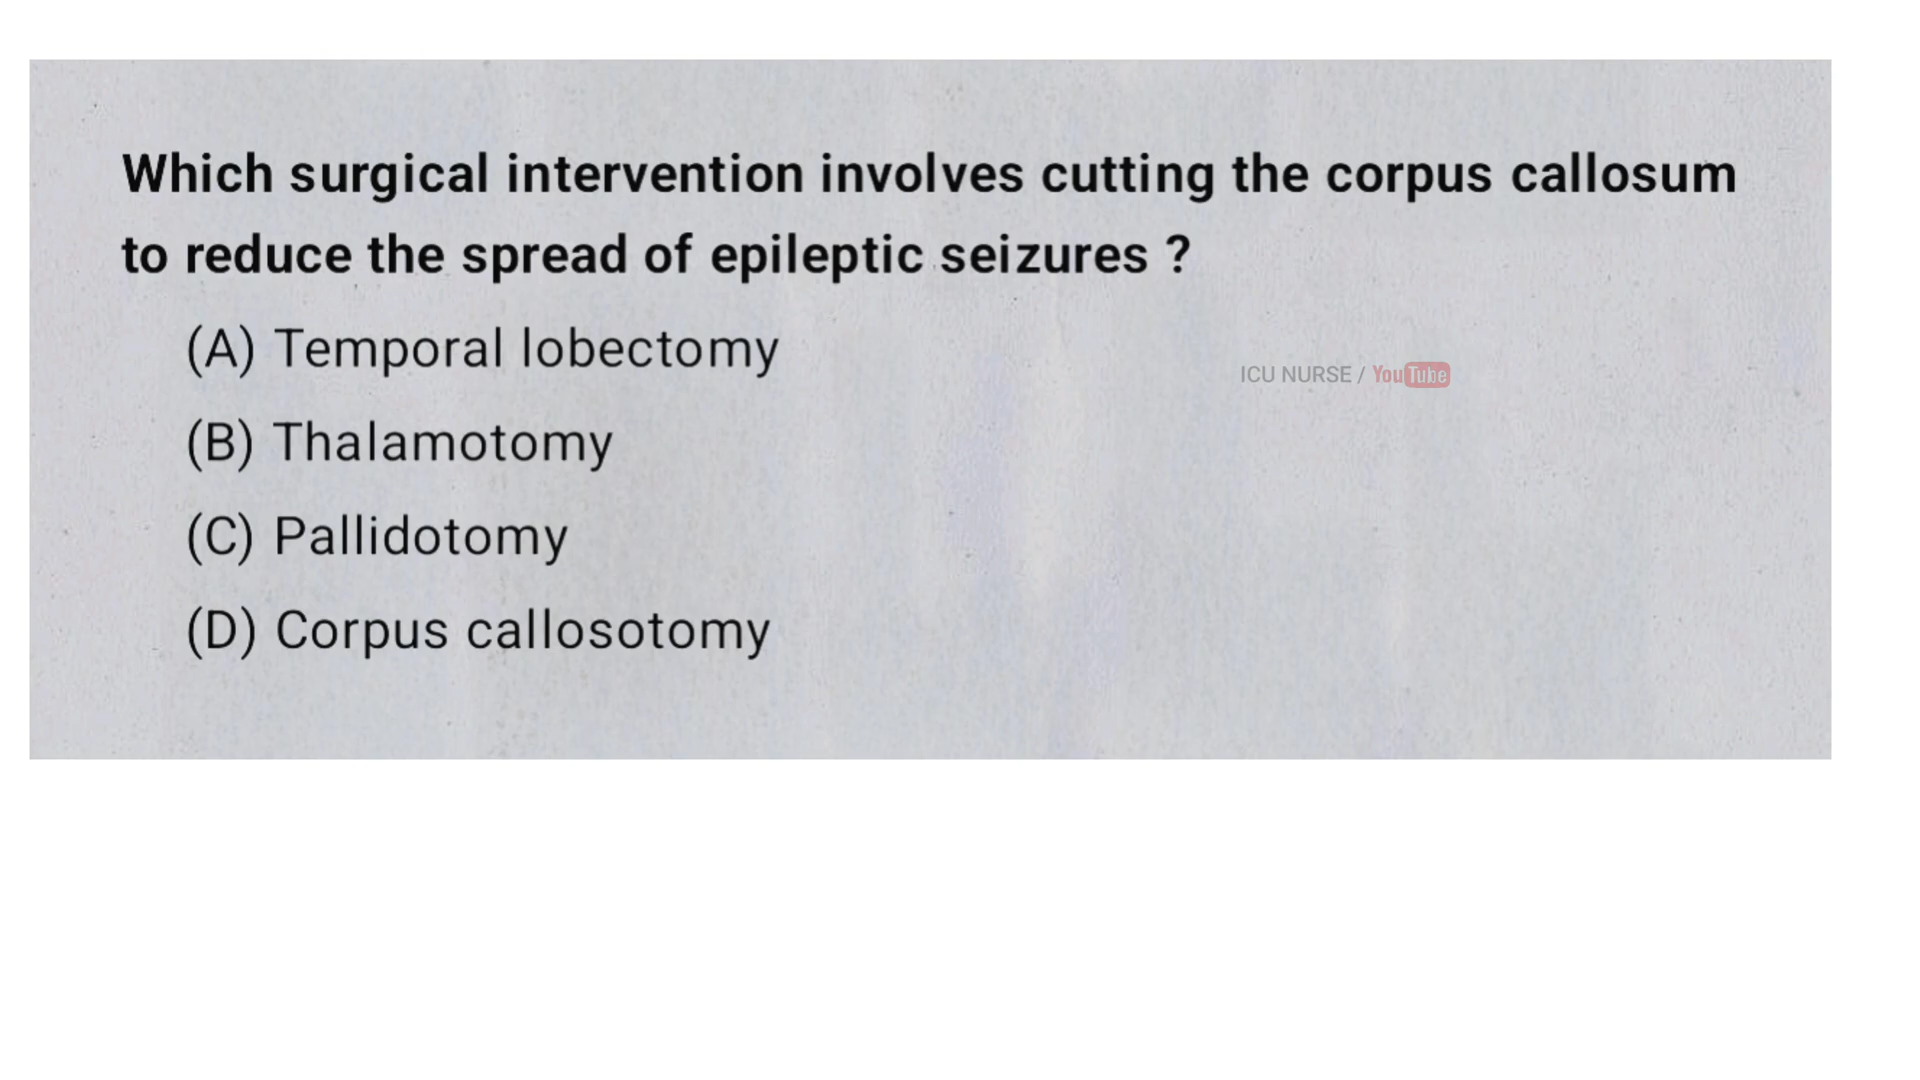 Which surgical intervention involves cutting the corpus callosum
to reduce the spread of epileptic seizures ?
(A) Temporal lobectomy
ICU NURSE / YouTube
(B) Thalamotomy
(C) Pallidotomy
(D) Corpus callosotomy